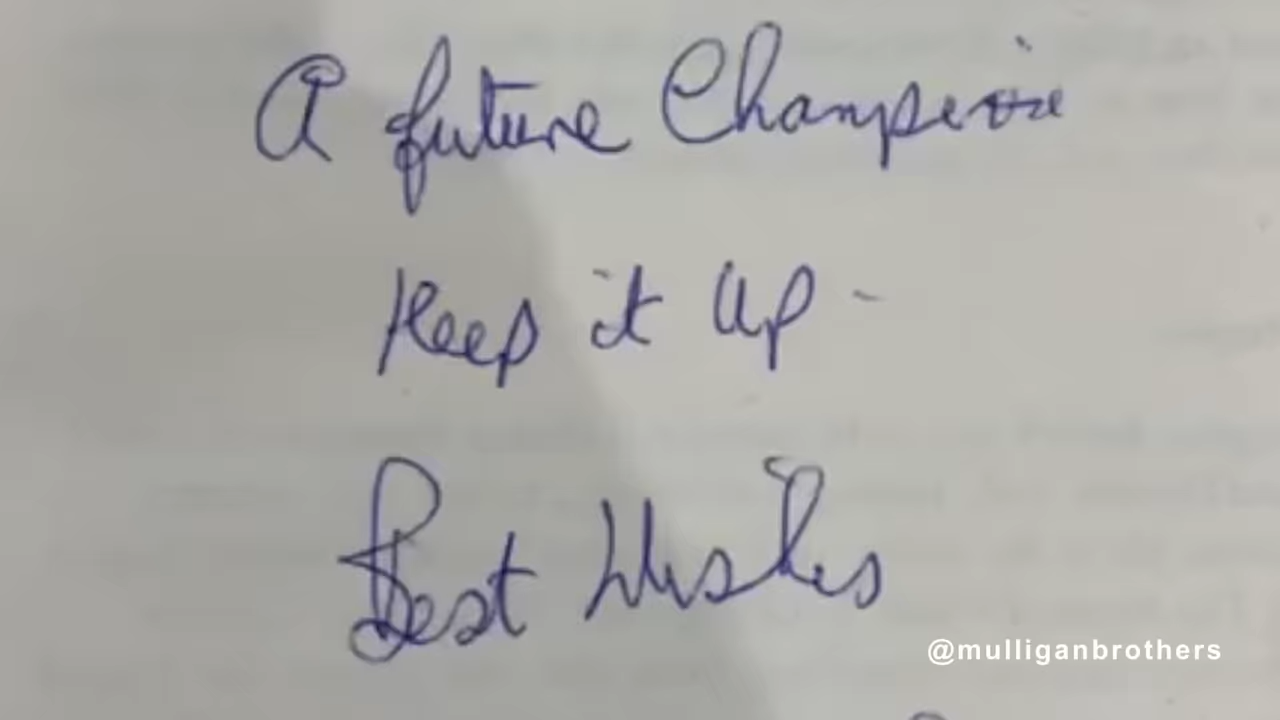 A future Champion
Keep it up -
Best Wishes
@mulliganbrothers